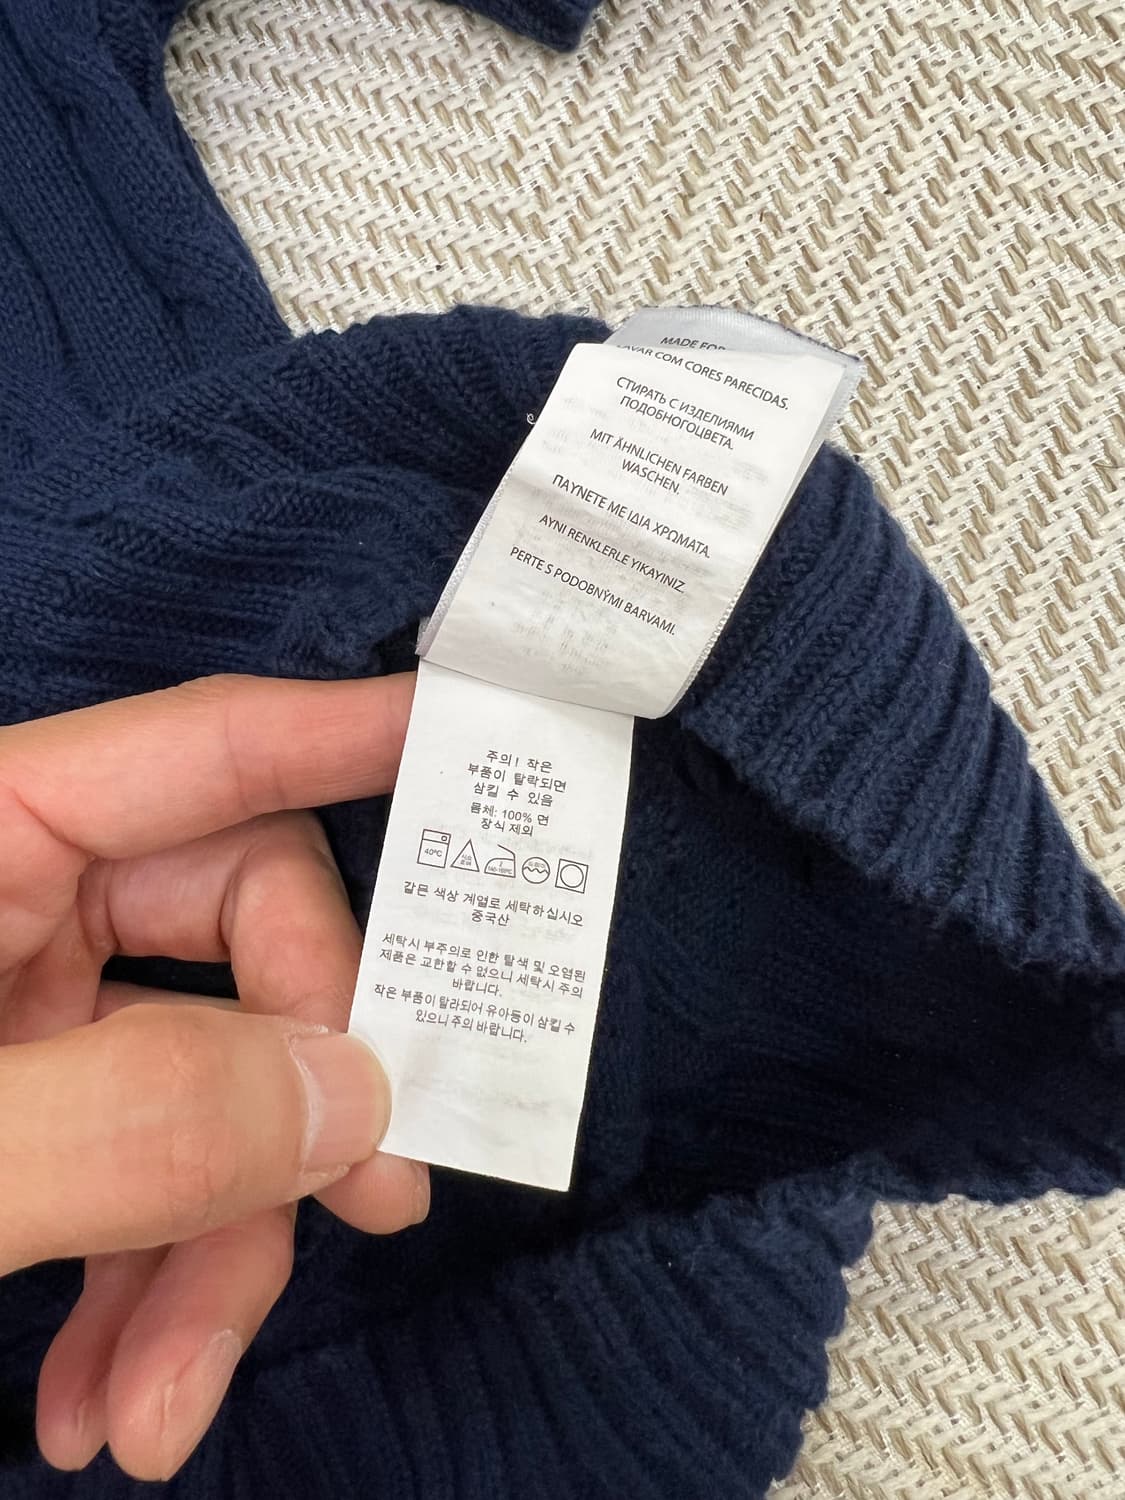 MADE FOR
LAVAR COM CORES PARECIDAS.
СТИРАТЬ С ИЗДЕЛИЯМИ
ПОДОБНОГОЦВЕТА.
MIT ÄHNLICHEN FARBEN
WASCHEN.
ΠΛΥΝΕΤΕ ΜΕ ΙΔΙΑ ΧΡΩΜΑΤΑ.
AYNI RENKLERLE YIKAYINIZ.
PERTE S PODOBNÝMI BARVAMI.
주의! 작은
부품이 탈락되면
삼킬 수 있음
몸체: 100% 면
장식 제외
40°C
같은 색상 계열로 세탁하십시오
중국산
세탁시 부주의로 인한 탈색 및 오염된
제품은 교환할 수 없으니 세탁시 주의
바랍니다.
작은 부품이 탈락되어 유아등이 삼킬 수
있으니 주의 바랍니다.